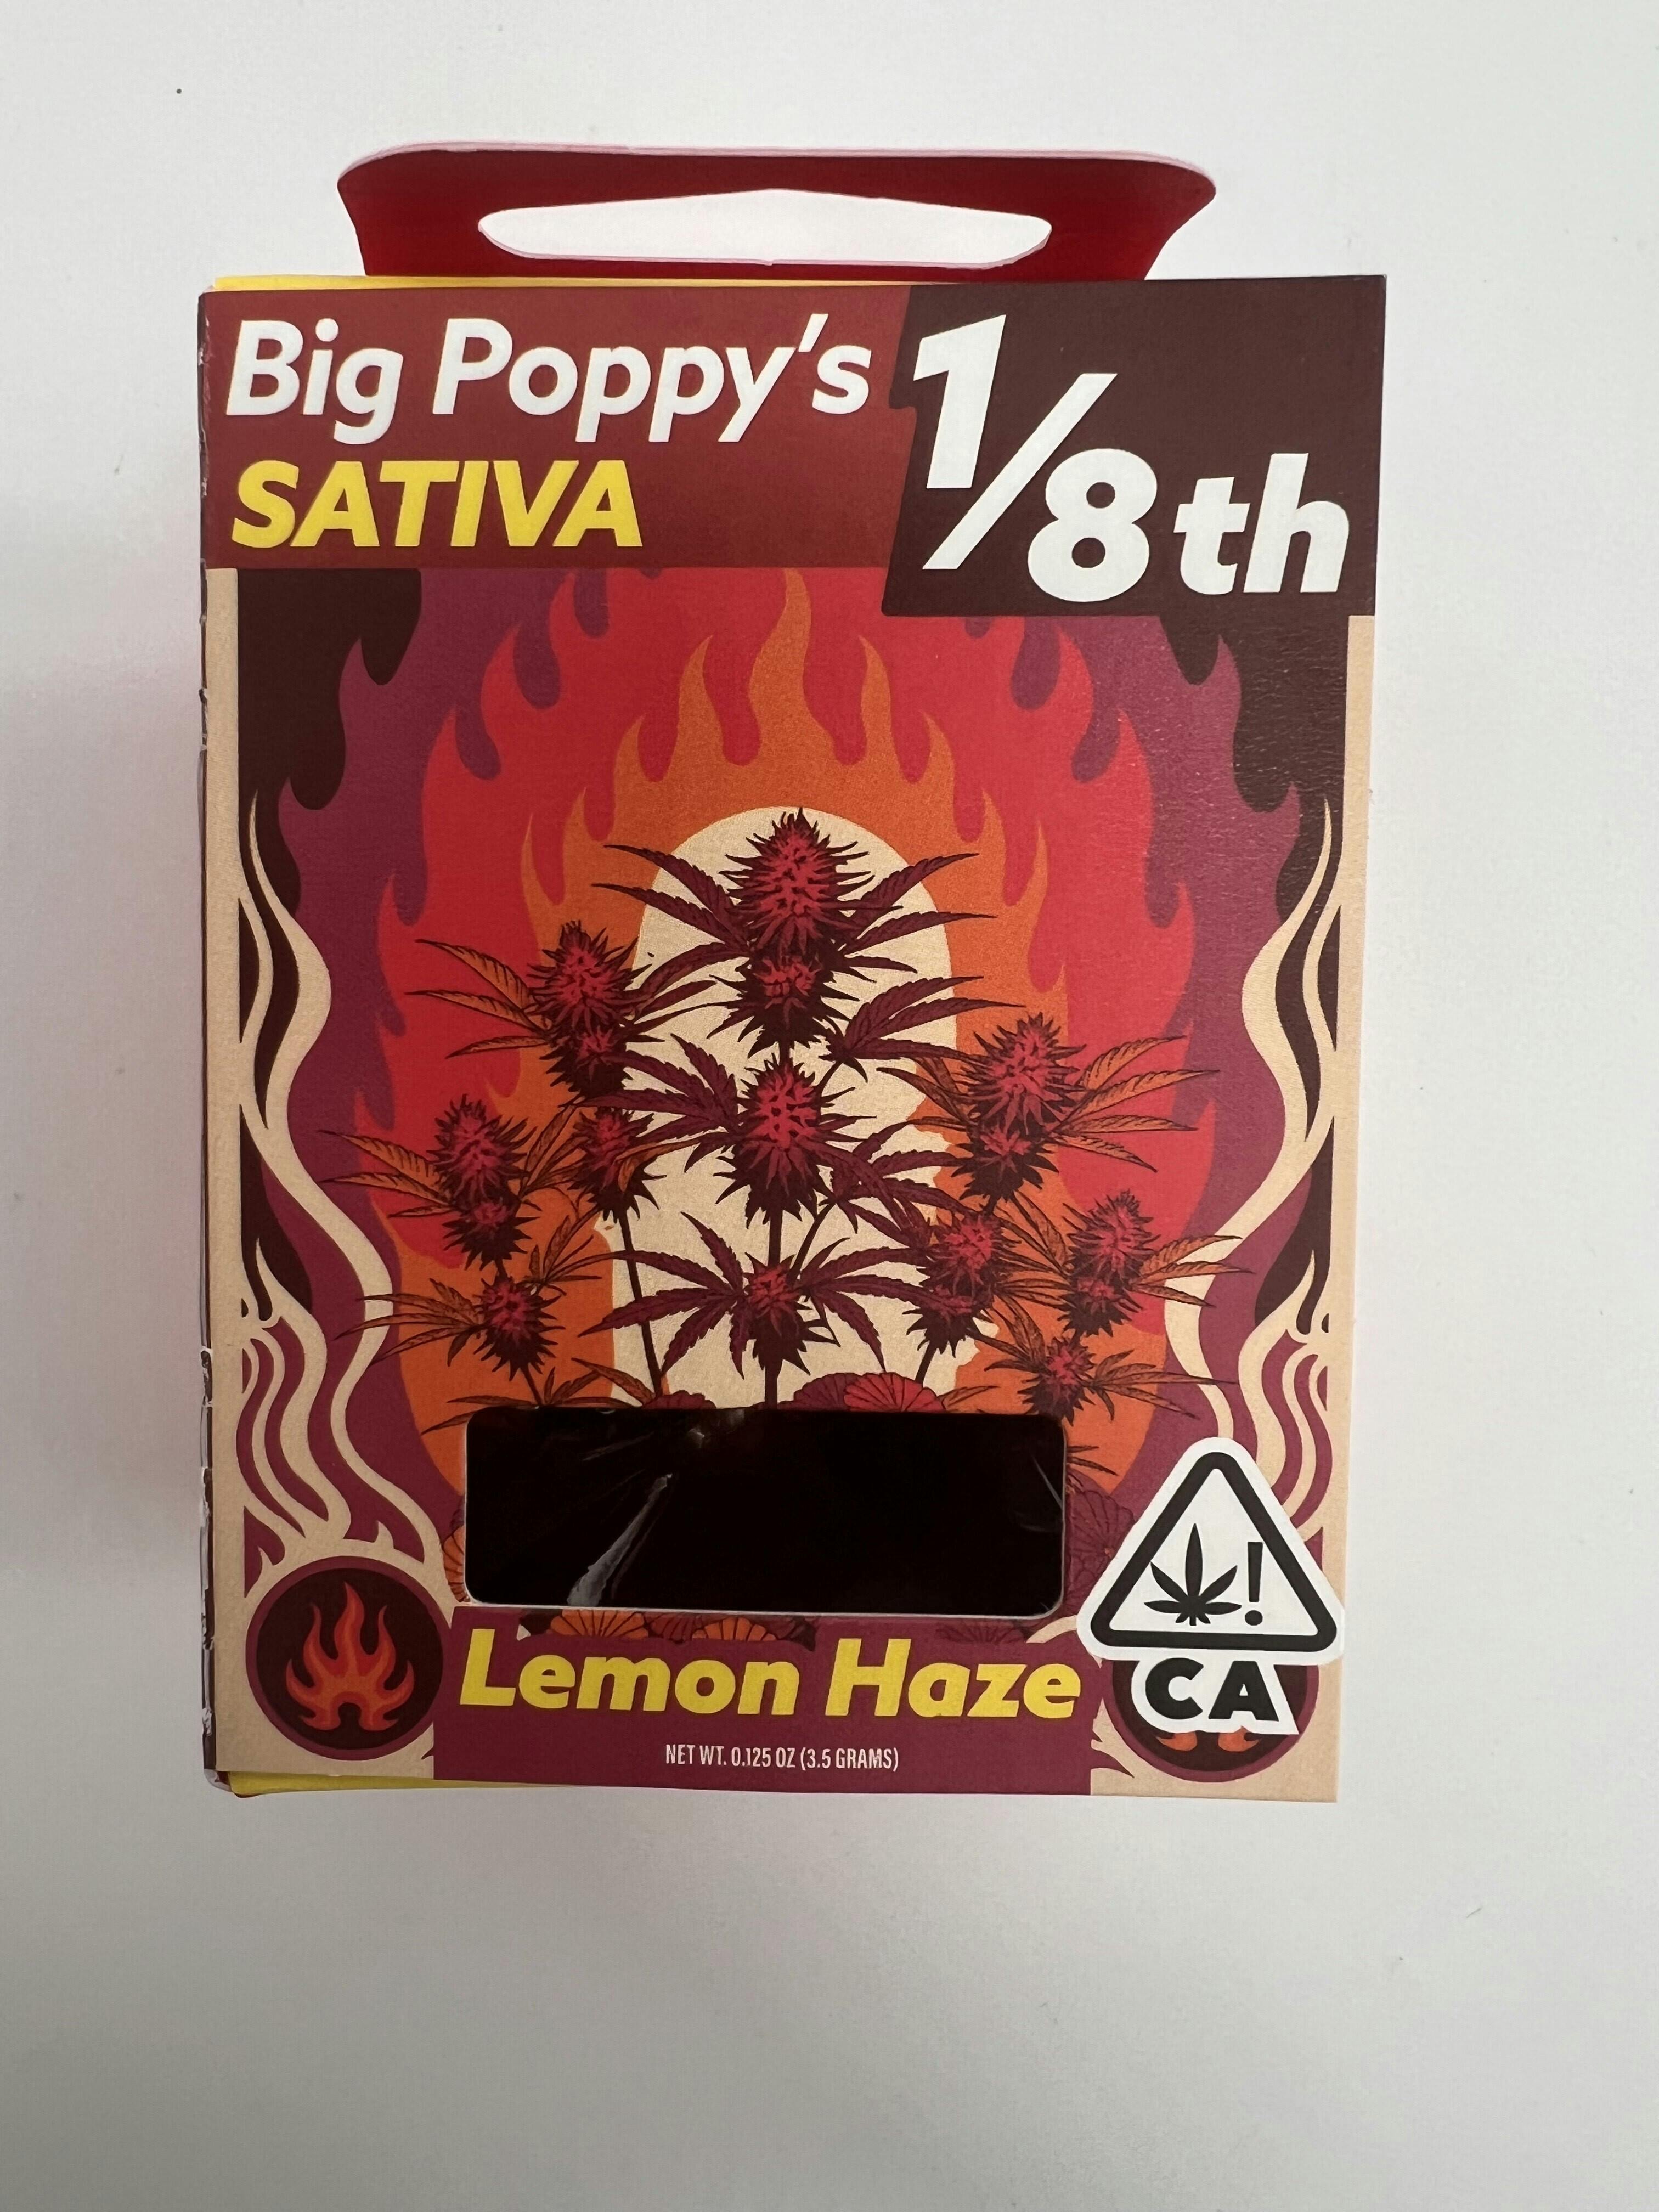 Big Poppy's
SATIVA
1/8th
!
CA
Lemon Haze
NET WT. 0.125 OZ (3.5 GRAMS)